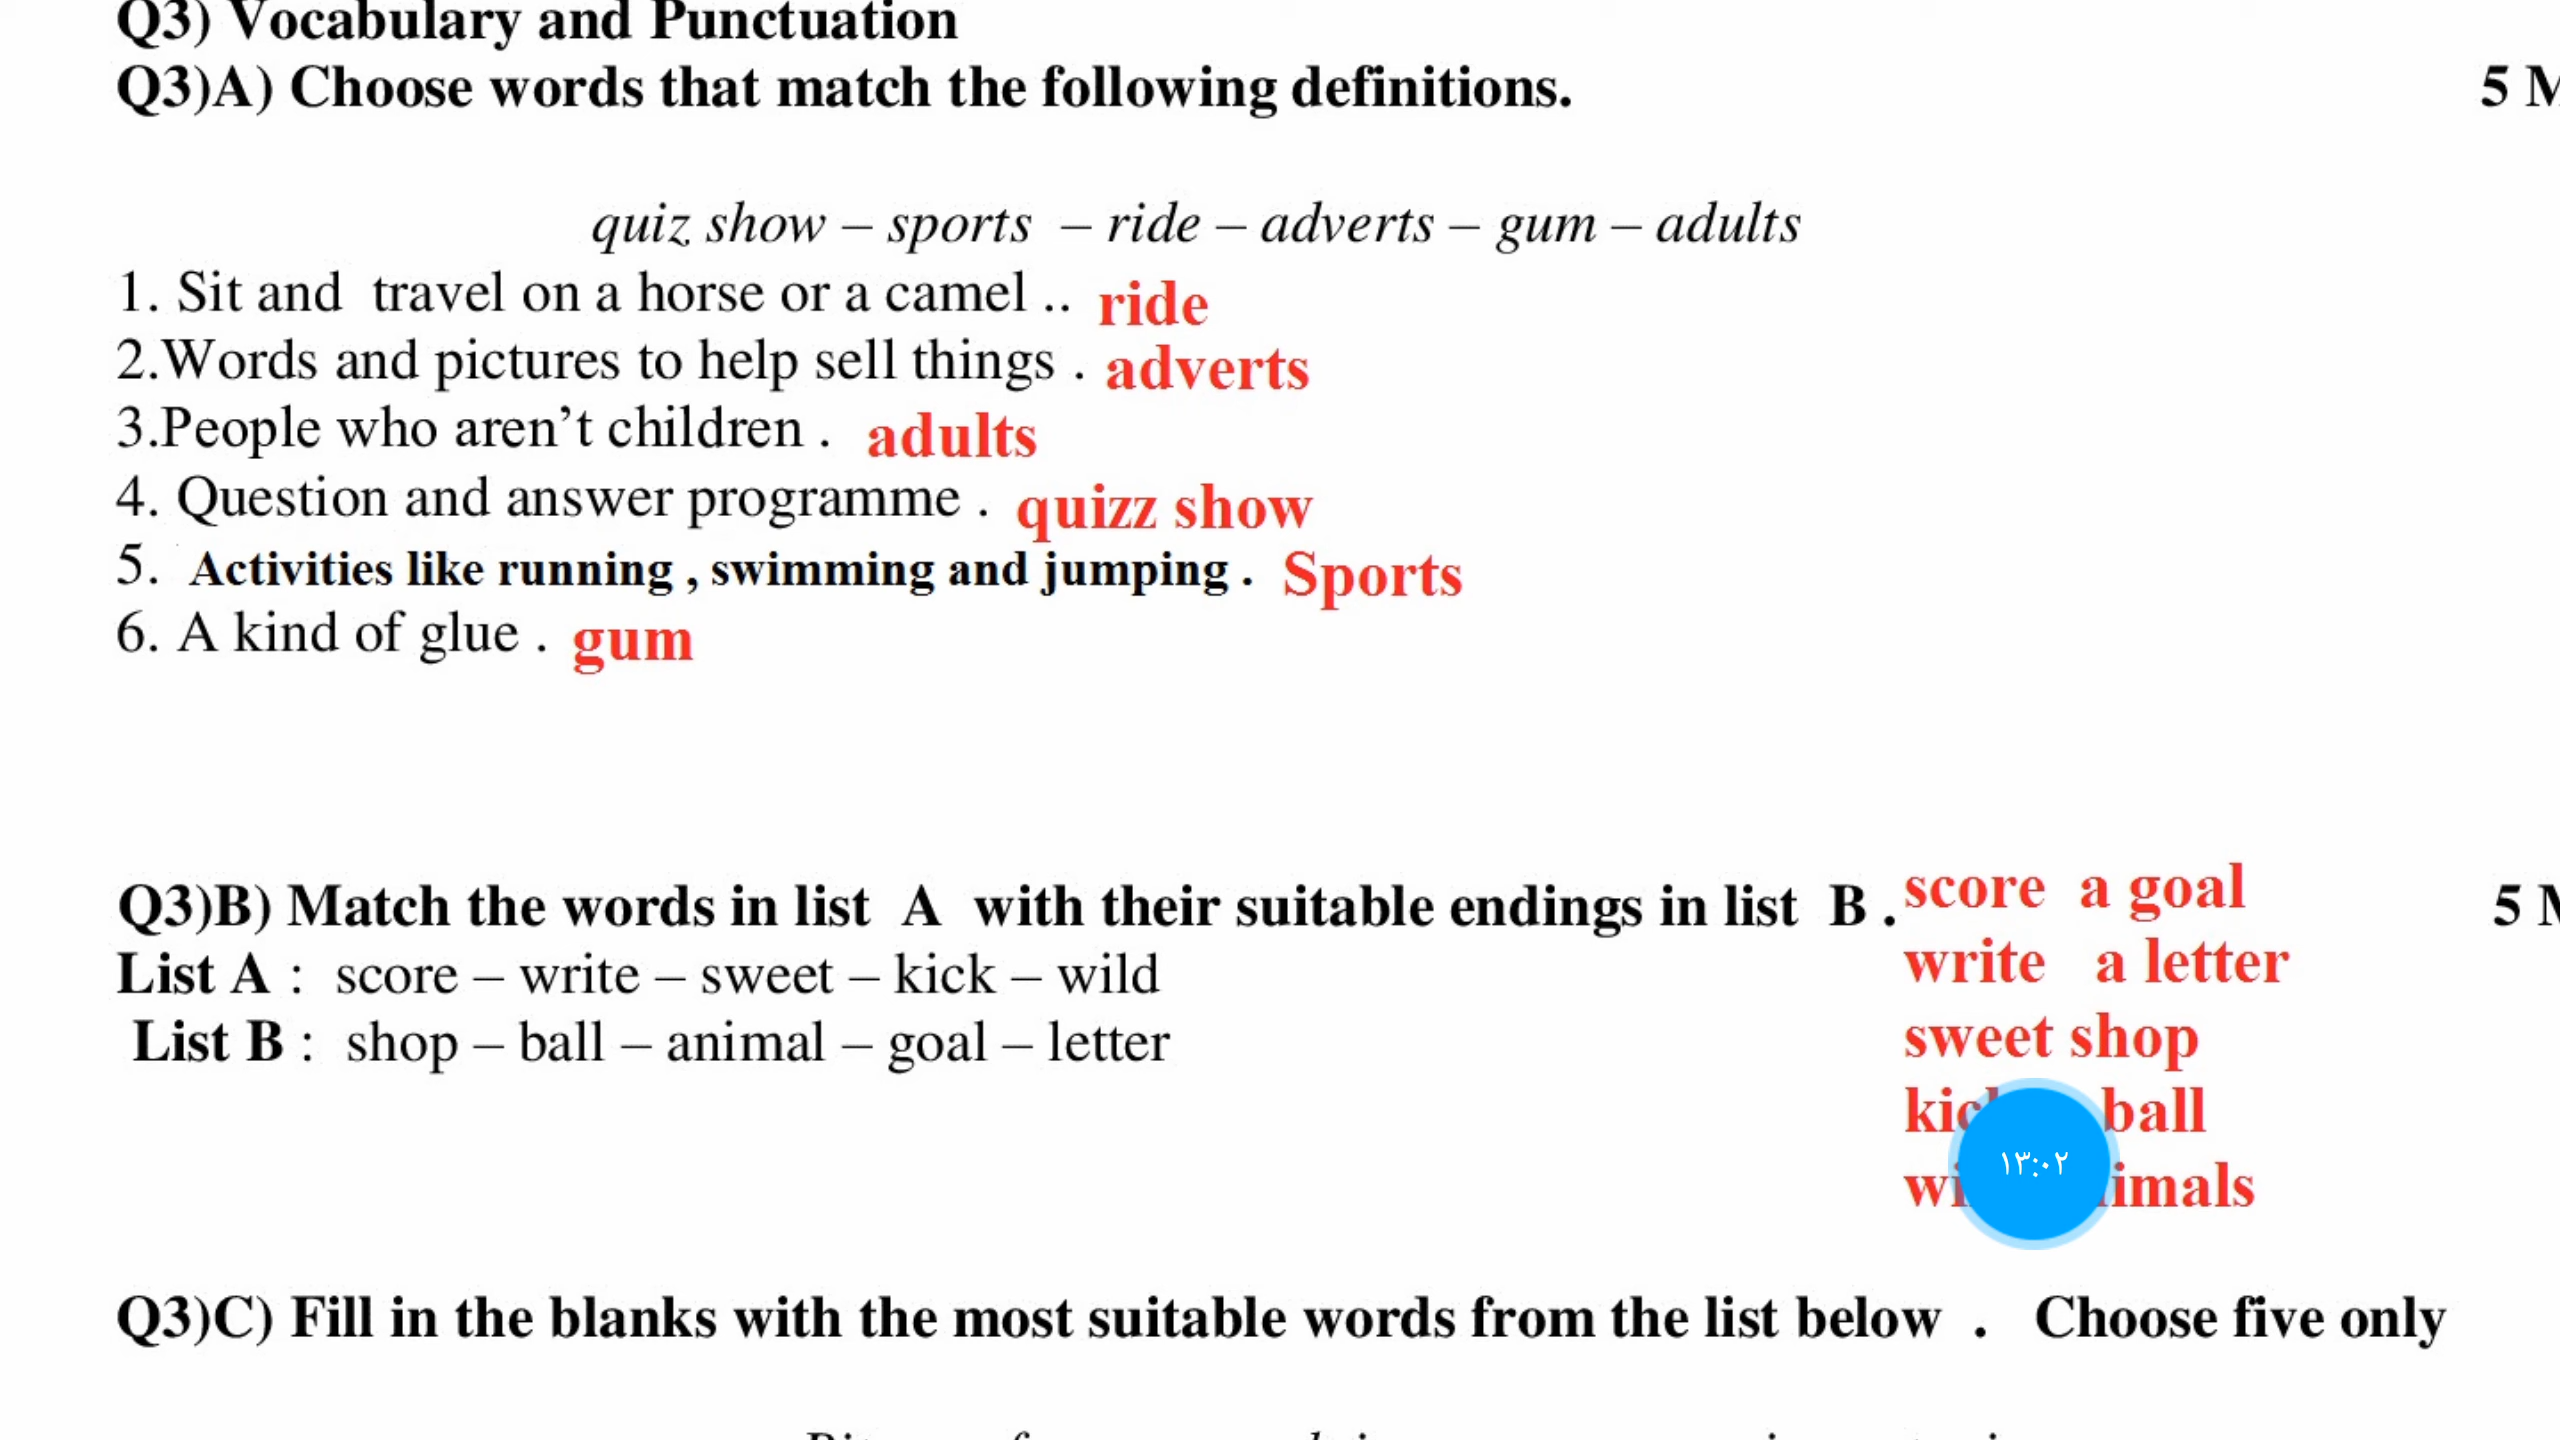 Q3) Vocabulary and Punctuation
Q3)A) Choose words that match the following definitions. 5
quiz show – sports – ride – adverts – gum – adults
1. Sit and travel on a horse or a camel .. ride
2.Words and pictures to help sell things . adverts
3.People who aren't children . adults
4. Question and answer programme . quizz show
5. Activities like running , swimming and jumping . Sports
6. A kind of glue . gum
Q3)B) Match the words in list A with their suitable endings in list B . 5
List A : score – write – sweet – kick – wild
List B : shop – ball – animal – goal – letter
score a goal
write a letter
sweet shop
ball
۱۳:۰۲
Q3)C) Fill in the blanks with the most suitable words from the list below . Choose five only